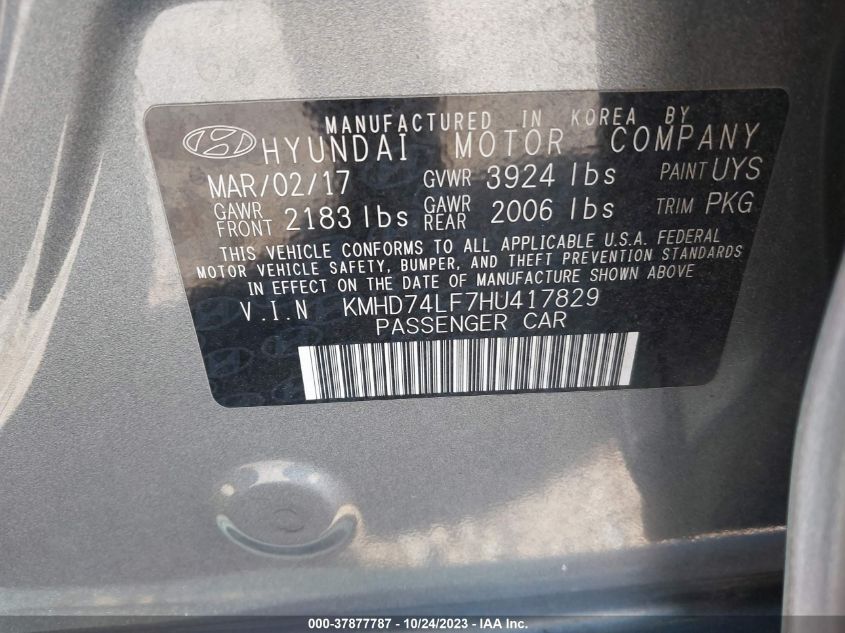 MANUFACTURED IN KOREA BY
HYUNDAI MOTOR COMPANY
MAR/02/17 GVWR 3924 lbs PAINT UYS
GAWR FRONT 2183 lbs GAWR REAR 2006 lbs TRIM PKG
THIS VEHICLE CONFORMS TO ALL APPLICABLE U.S.A. FEDERAL
MOTOR VEHICLE SAFETY, BUMPER, AND THEFT PREVENTION STANDARDS
IN EFFECT ON THE DATE OF MANUFACTURE SHOWN ABOVE
V.I.N KMHD74LF7HU417829
PASSENGER CAR
000-37877787 - 10/24/2023 - IAA Inc.